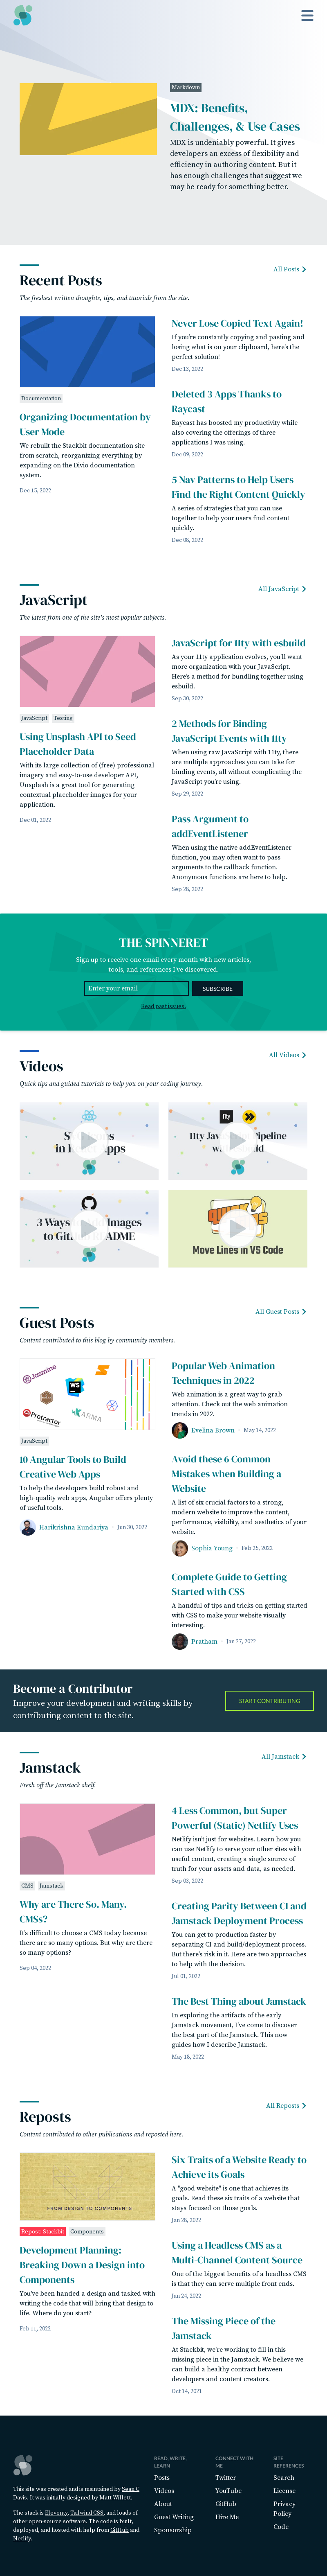 Markdown
MDX: Benefits,
Challenges, & Use Cases
MDX is undeniably powerful. It gives
developers an excess of flexibility and
efficiency in authoring content. But it
has enough challenges that suggest we
may be ready for something better.
All Posts
Recent Posts
The freshest written thoughts, tips, and tutorials from the site.
Documentation
Organizing Documentation by
User Mode
We rebuilt the Stackbit documentation site
from scratch, reorganizing everything by
expanding on the Divio documentation
system.
Dec 15, 2022
Never Lose Copied Text Again!
If you're constantly copying and pasting and
losing what is on your clipboard, here's the
perfect solution!
Dec 13, 2022
Deleted 3 Apps Thanks to
Raycast
Raycast has boosted my productivity while
also covering the offerings of three
applications I was using.
Dec 09, 2022
5 Nav Patterns to Help Users
Find the Right Content Quickly
A series of strategies that you can use
together to help your users find content
quickly.
Dec 08, 2022
All JavaScript
JavaScript
The latest from one of the site's most popular subjects.
JavaScript Testing
Using Unsplash API to Seed
Placeholder Data
With its large collection of (free) professional
imagery and easy-to-use developer API,
Unsplash is a great tool for generating
contextual placeholder images for your
application.
Dec 01, 2022
JavaScript for 11ty with esbuild
As your 11ty application evolves, you'll want
more organization with your JavaScript.
Here's a method for bundling together using
esbuild.
Sep 30, 2022
2 Methods for Binding
JavaScript Events with 11ty
When using raw JavaScript with 11ty, there
are multiple approaches you can take for
binding events, all without complicating the
JavaScript you're using.
Sep 29, 2022
Pass Argument to
addEventListener
When using the native addEventListener
function, you may often want to pass
arguments to the callback function.
Anonymous functions are here to help.
Sep 28, 2022
THE SPINNERET
Sign up to receive one email every month with new articles,
tools, and references I've discovered.
Enter your email
SUBSCRIBE
Read past issues.
All Videos
Videos
Quick tips and guided tutorials to help you on your coding journey.
11ty
Move Lines in VS Code
All Guest Posts
Guest Posts
Content contributed to this blog by community members.
Jasmine
WS
Protractor
KARMA
JavaScript
10 Angular Tools to Build
Creative Web Apps
To help the developers build robust and
high-quality web apps, Angular offers plenty
of useful tools.
Harikrishna Kundariya · Jun 30, 2022
Popular Web Animation
Techniques in 2022
Web animation is a great way to grab
attention. Check out the web animation
trends in 2022.
Evelina Brown · May 14, 2022
Avoid these 6 Common
Mistakes when Building a
Website
A list of six crucial factors to a strong,
modern website to improve the content,
performance, visibility, and aesthetics of your
website.
Sophia Young · Feb 25, 2022
Complete Guide to Getting
Started with CSS
A handful of tips and tricks on getting started
with CSS to make your website visually
interesting.
Pratham · Jan 27, 2022
Become a Contributor
Improve your development and writing skills by
contributing content to the site.
START CONTRIBUTING
All Jamstack
Jamstack
Fresh off the Jamstack shelf.
CMS Jamstack
Why are There So. Many.
CMSs?
It's difficult to choose a CMS today because
there are so many options. But why are there
so many options?
Sep 04, 2022
4 Less Common, but Super
Powerful (Static) Netlify Uses
Netlify isn't just for websites. Learn how you
can use Netlify to serve your other sites with
useful content, creating a single source of
truth for your assets and data, as needed.
Sep 03, 2022
Creating Parity Between CI and
Jamstack Deployment Process
You can get to production faster by
separating CI and build/deployment process.
But there's risk in it. Here are two approaches
to help with the decision.
Jul 01, 2022
The Best Thing about Jamstack
In exploring the artifacts of the early
Jamstack movement, I've come to discover
the best part of the Jamstack. This now
guides how I describe Jamstack.
May 18, 2022
All Reposts
Reposts
Content contributed to other publications and reposted here.
FROM DESIGN TO COMPONENTS
Repost: Stackbit Components
Development Planning:
Breaking Down a Design into
Components
You've been handed a design and tasked with
writing the code that will bring that design to
life. Where do you start?
Feb 11, 2022
Six Traits of a Website Ready to
Achieve its Goals
A "good website" is one that achieves its
goals. Read these six traits of a website that
stays focused on those goals.
Jan 28, 2022
Using a Headless CMS as a
Multi-Channel Content Source
One of the biggest benefits of a headless CMS
is that they can serve multiple front ends.
Jan 24, 2022
The Missing Piece of the
Jamstack
At Stackbit, we're working to fill in this
missing piece in the Jamstack. We believe we
can build a healthy contract between
developers and content creators.
Oct 14, 2021
This site was created and is maintained by Sean C
Davis. It was initially designed by Matt Willett.
The stack is Eleventy, Tailwind CSS, and loads of
other open-source software. The code is built,
deployed, and hosted with help from GitHub and
Netlify.
READ, WRITE,
LEARN
Posts
Videos
About
Guest Writing
Sponsorship
CONNECT WITH
ME
Twitter
YouTube
GitHub
Hire Me
SITE
REFERENCES
Search
License
Privacy
Policy
Code